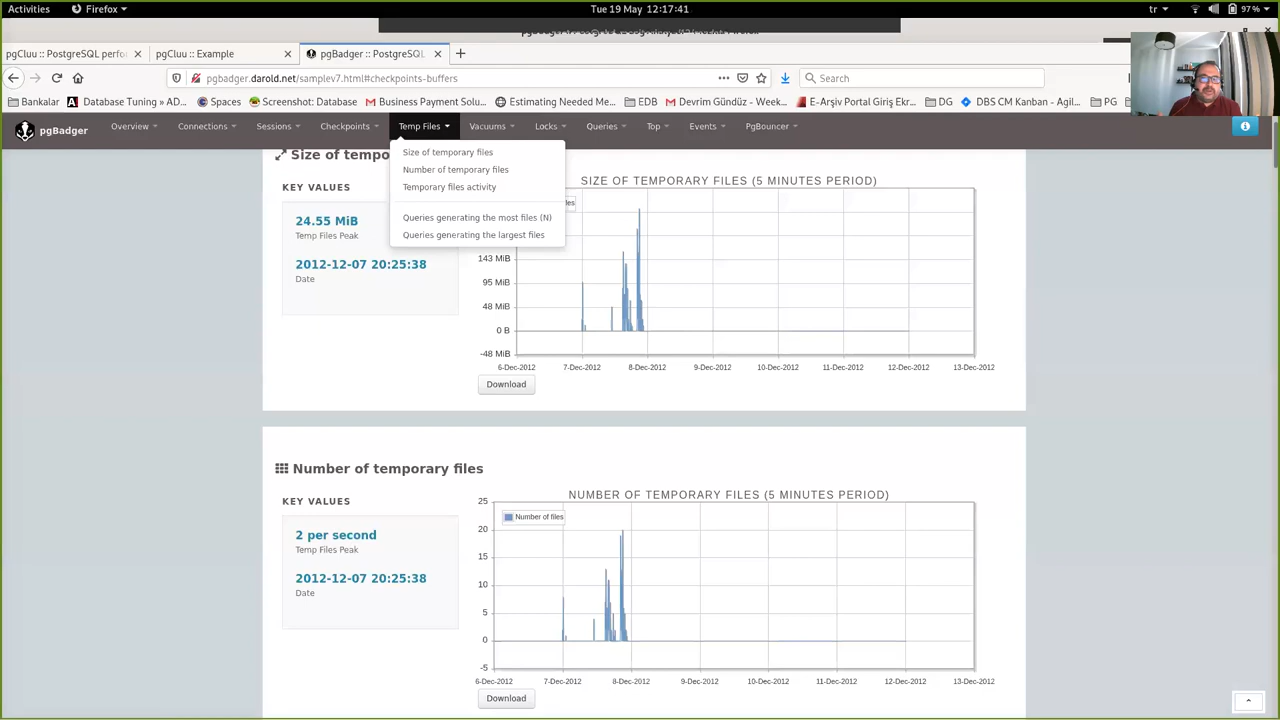 Activities
Firefox
Tue 19 May 12:17:41
tr
97 %
pgCluu :: PostgreSQL perfo
pgCluu :: Example
pgBadger :: PostgreSQL
pgbadger.darold.net/samplev7.html#checkpoints-buffers
Search
Bankalar
Database Tuning » AD...
Spaces
Screenshot: Database
Business Payment Solu...
Estimating Needed Me...
EDB
Devrim Gündüz - Week...
E-Arşiv Portal Giriş Ekr...
DG
DBS CM Kanban - Agil...
PG
pgBadger
Overview
Connections
Sessions
Checkpoints
Temp Files
Vacuums
Locks
Queries
Top
Events
PgBouncer
Size of temporary files
Number of temporary files
Temporary files activity
Queries generating the most files (N)
Queries generating the largest files
Size of tempo
KEY VALUES
24.55 MiB
Temp Files Peak
2012-12-07 20:25:38
Date
SIZE OF TEMPORARY FILES (5 MINUTES PERIOD)
les
143 MiB
95 MiB
48 MiB
0 B
-48 MiB
6-Dec-2012
7-Dec-2012
8-Dec-2012
9-Dec-2012
10-Dec-2012
11-Dec-2012
12-Dec-2012
13-Dec-2012
Download
Number of temporary files
KEY VALUES
2 per second
Temp Files Peak
2012-12-07 20:25:38
Date
NUMBER OF TEMPORARY FILES (5 MINUTES PERIOD)
Number of files
25
20
15
10
5
0
-5
6-Dec-2012
7-Dec-2012
8-Dec-2012
9-Dec-2012
10-Dec-2012
11-Dec-2012
12-Dec-2012
13-Dec-2012
Download